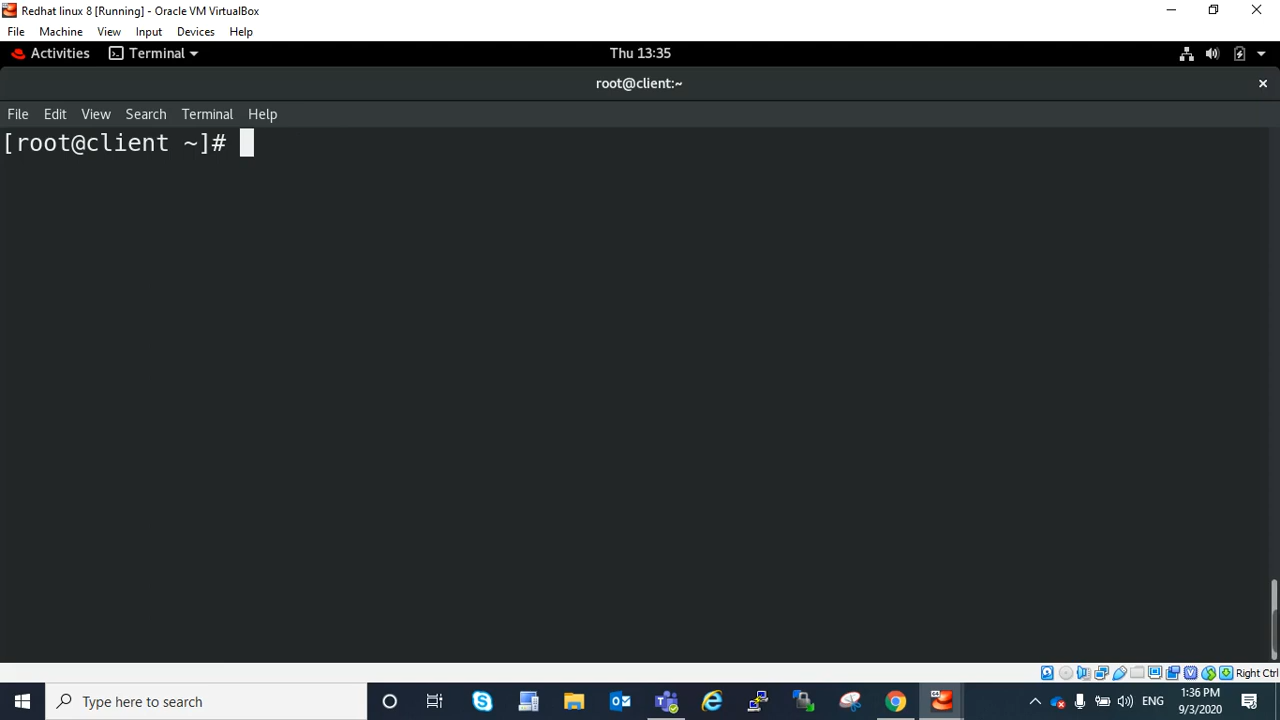 Redhat linux 8 [Running] - Oracle VM VirtualBox
File Machine View Input Devices Help
Activities Terminal Thu 13:35
root@client:~
File Edit View Search Terminal Help
[root@client ~]#
Right Ctrl
Type here to search
ENG
1:36 PM
9/3/2020